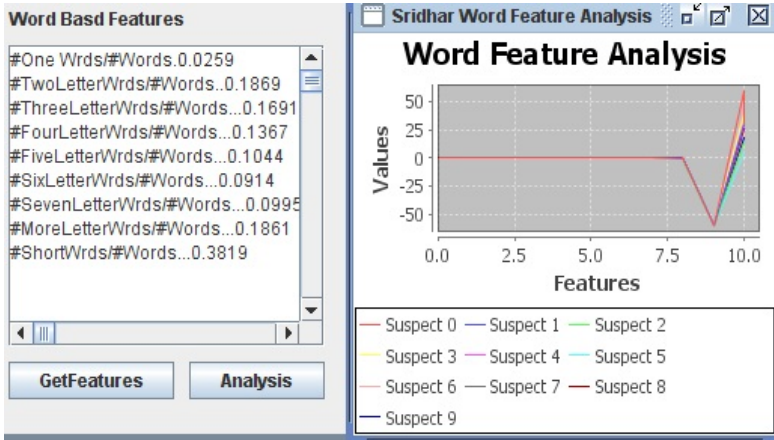 Word Basd Features
#One Wrds/#Words.0.0259
#TwoLetterWrds/#Words..0.1869
#ThreeLetterWrds/#Words...0.1691
#FourLetterWrds/#Words...0.1367
#FiveLetterWrds/#Words...0.1044
#SixLetterWrds/#Words...0.0914
#SevenLetterWrds/#Words...0.0995
#MoreLetterWrds/#Words...0.1861
#ShortWrds/#Words...0.3819
GetFeatures Analysis
Sridhar Word Feature Analysis
Word Feature Analysis
Values
50
25
0
-25
-50
0.0 2.5 5.0 7.5 10.0
Features
Suspect 0 Suspect 1 Suspect 2
Suspect 3 Suspect 4 Suspect 5
Suspect 6 Suspect 7 Suspect 8
Suspect 9